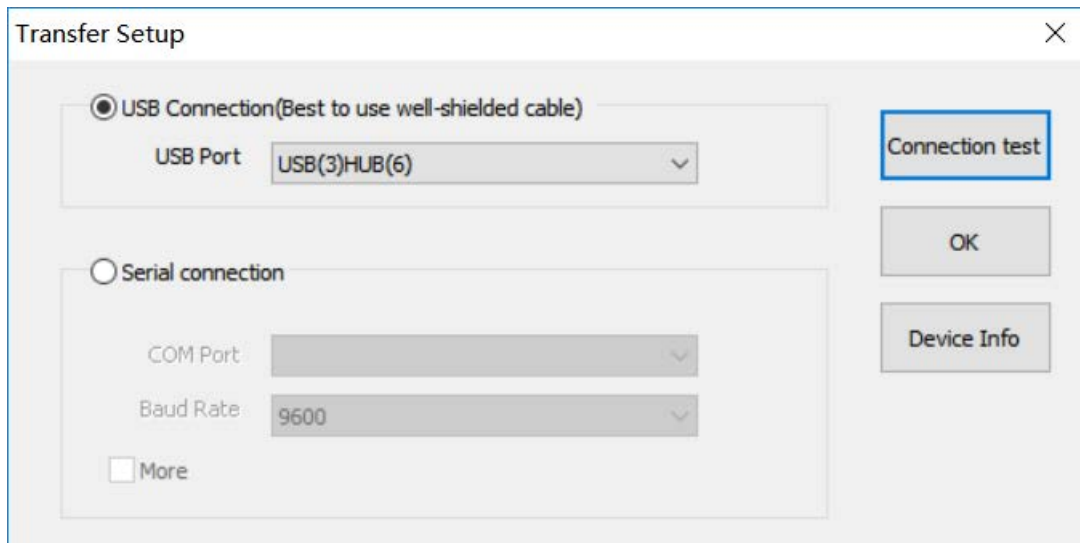 Transfer Setup
USB Connection(Best to use well-shielded cable)
USB Port USB(3)HUB(6)
Connection test
OK
Serial connection
Device Info
COM Port
Baud Rate 9600
More